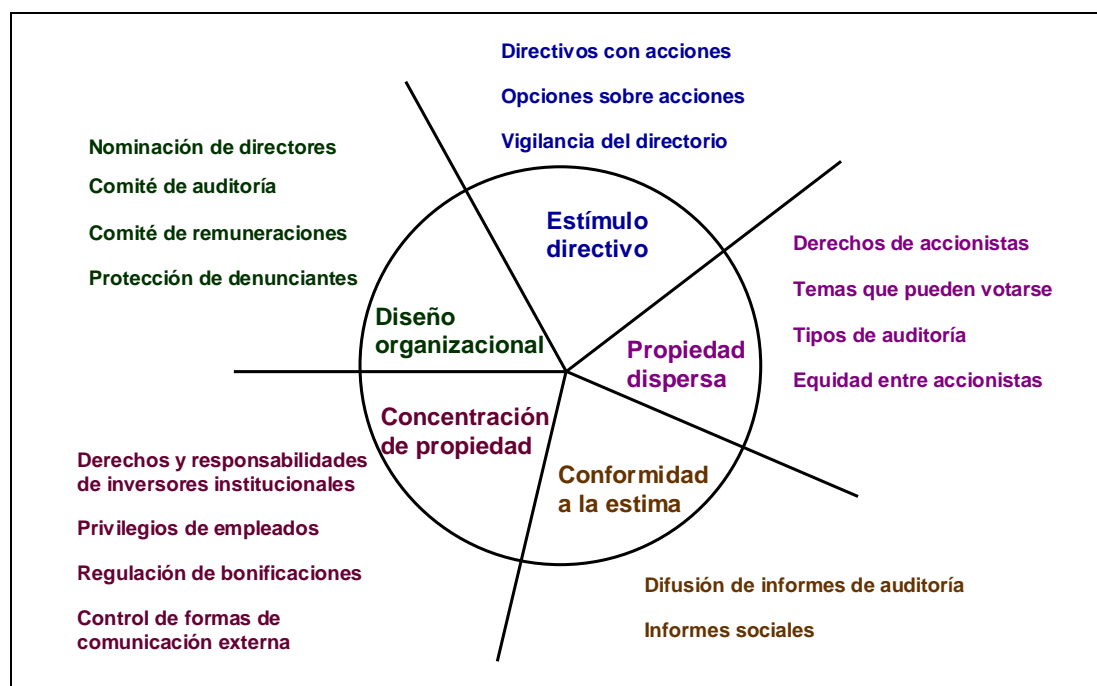 Directivos con acciones
Opciones sobre acciones
Vigilancia del directorio
Estímulo
directivo
Nominación de directores
Comité de auditoría
Comité de remuneraciones
Protección de denunciantes
Diseño
organizacional
Derechos de accionistas
Temas que pueden votarse
Tipos de auditoría
Equidad entre accionistas
Propiedad
dispersa
Concentración
de propiedad
Derechos y responsabilidades
de inversores institucionales
Privilegios de empleados
Regulación de bonificaciones
Control de formas de
comunicación externa
Conformidad
a la estima
Difusión de informes de auditoría
Informes sociales